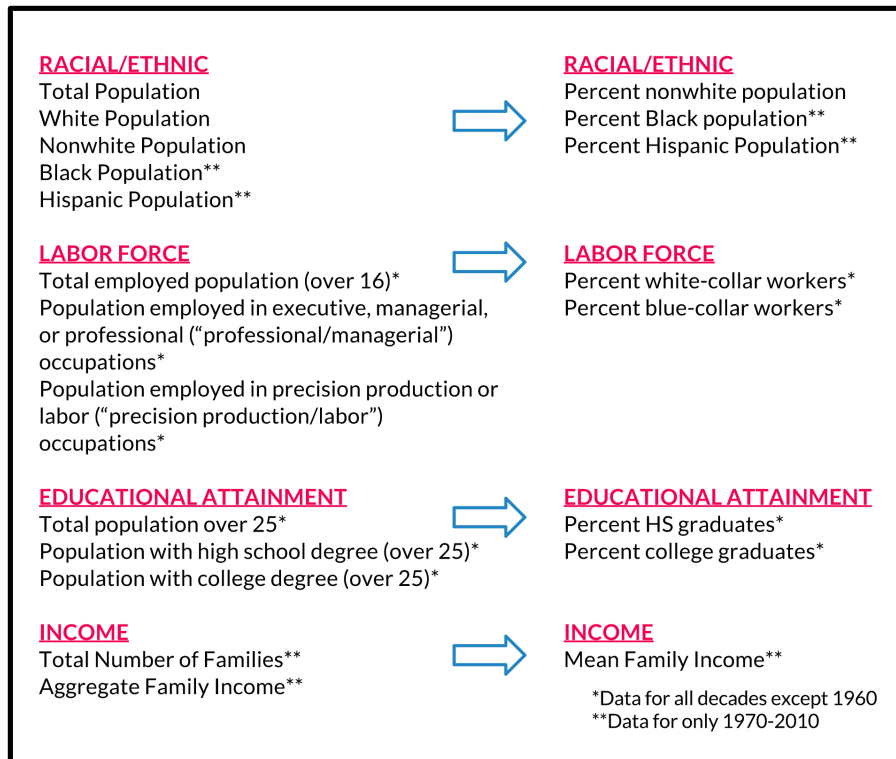 RACIAL/ETHNIC
Total Population
White Population
Nonwhite Population
Black Population**
Hispanic Population**
RACIAL/ETHNIC
Percent nonwhite population
Percent Black population**
Percent Hispanic Population**
LABOR FORCE
Total employed population (over 16)*
Population employed in executive, managerial,
or professional (“professional/managerial”)
occupations*
Population employed in precision production or
labor (“precision production/labor”)
occupations*
LABOR FORCE
Percent white-collar workers*
Percent blue-collar workers*
EDUCATIONAL ATTAINMENT
Total population over 25*
Population with high school degree (over 25)*
Population with college degree (over 25)*
EDUCATIONAL ATTAINMENT
Percent HS graduates*
Percent college graduates*
INCOME
Total Number of Families**
Aggregate Family Income**
INCOME
Mean Family Income**
*Data for all decades except 1960
**Data for only 1970-2010